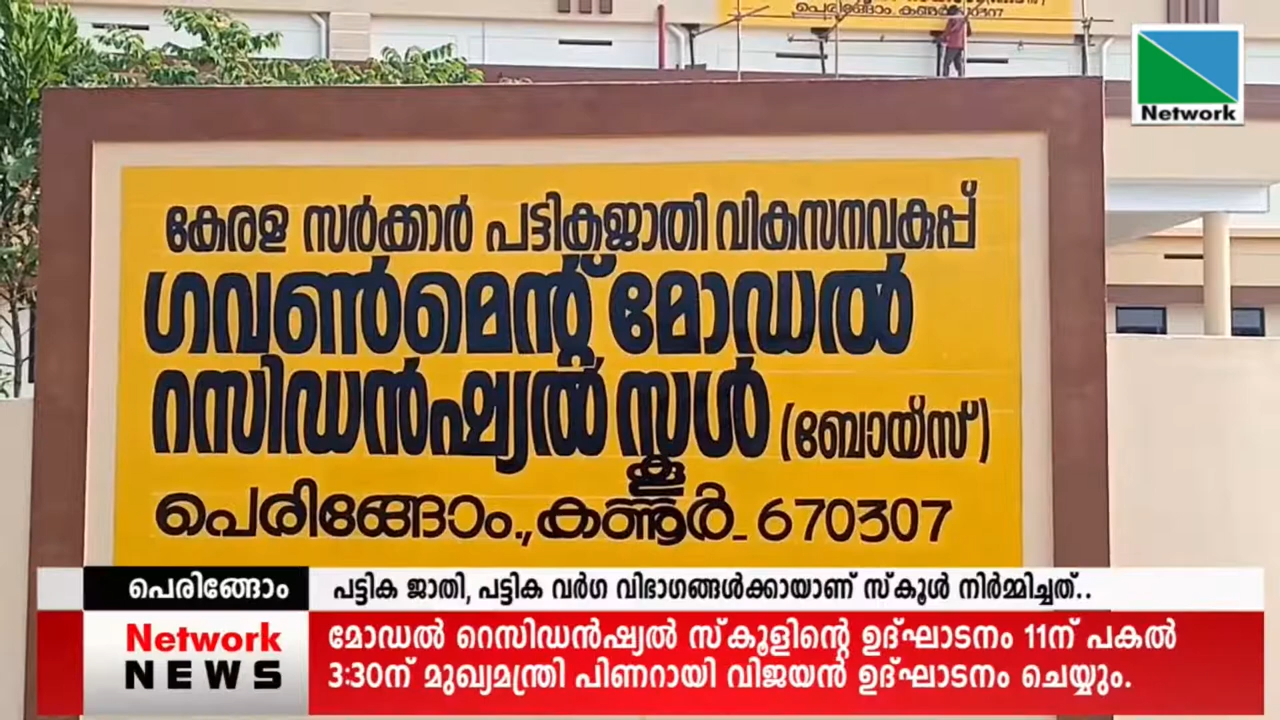 പെരിങ്ങോം. കണ്ണൂർ
Network
കേരള സർക്കാർ പട്ടികജാതി വികസനവകുപ്പ്
ഗവൺമെന്റ് മോഡൽ
റസിഡൻഷ്യൽ സ്കൂൾ (ബോയ്സ്)
പെരിങ്ങോം., കണ്ണൂർ- 670307
പെരിങ്ങോം
പട്ടിക ജാതി, പട്ടിക വർഗ വിഭാഗങ്ങൾക്കായാണ് സ്കൂൾ നിർമ്മിച്ചത്..
Network
NEWS
മോഡൽ റെസിഡൻഷ്യൽ സ്കൂളിന്റെ ഉദ്ഘാടനം 11ന് പകൽ
3:30ന് മുഖ്യമന്ത്രി പിണറായി വിജയൻ ഉദ്ഘാടനം ചെയ്യും.